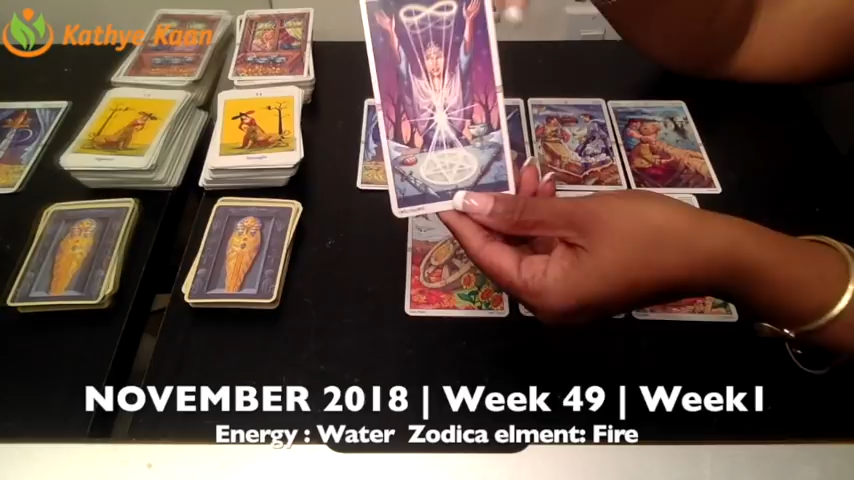 Kathye Raan
NOVEMBER 2018 | Week 49 | Week1
Energy : Water Zodica elment: Fire